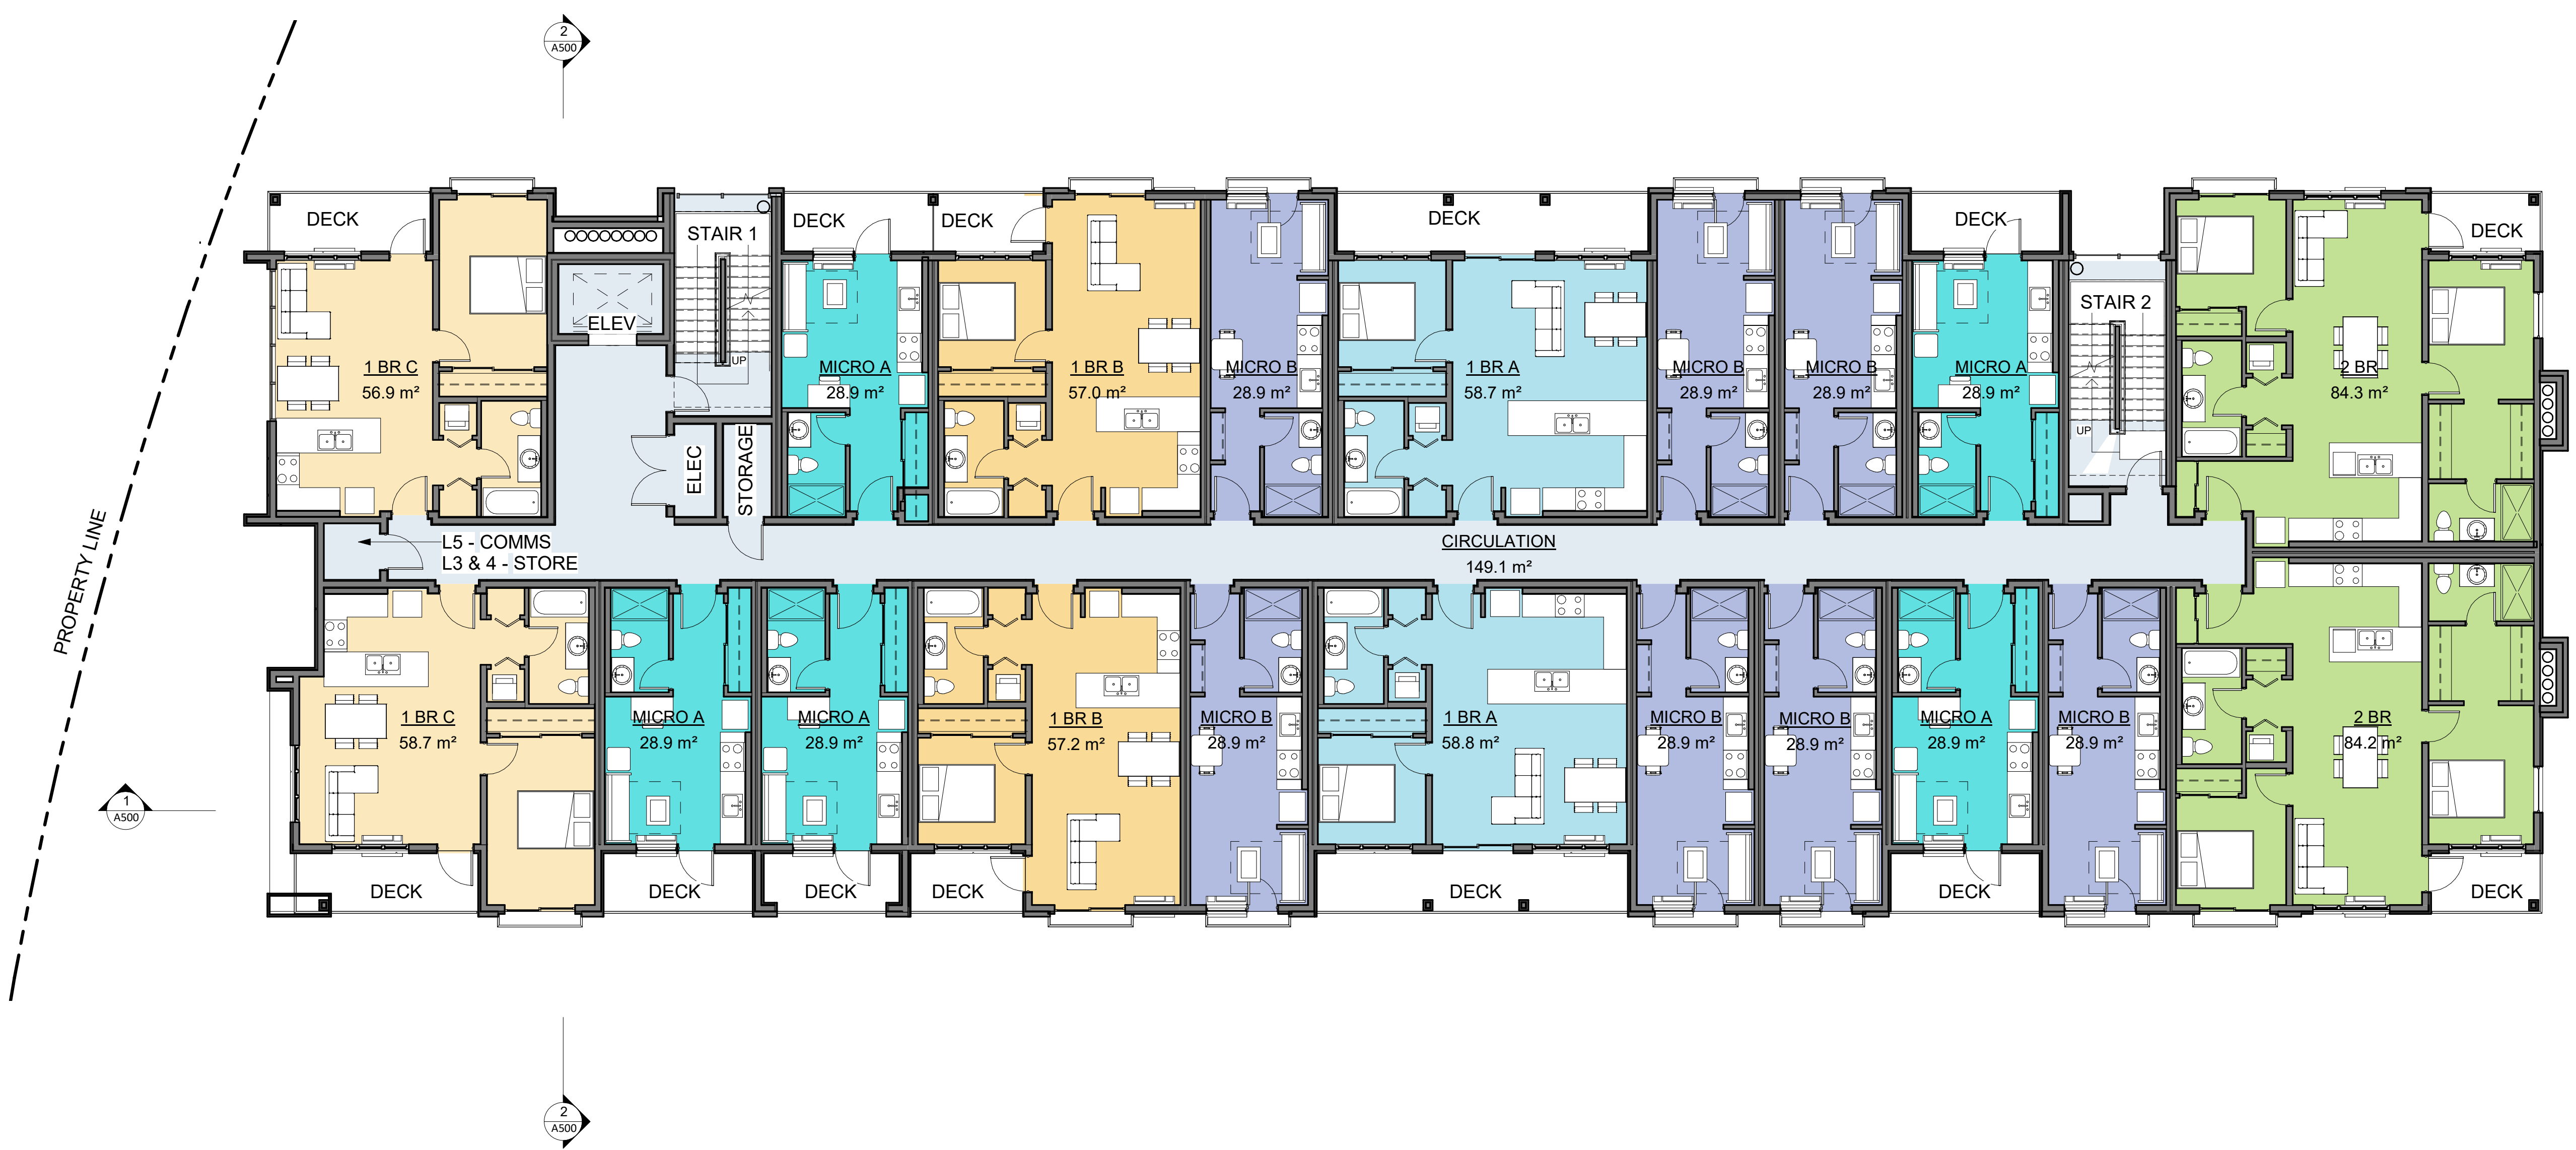 2
A500
DECK
STAIR 1
DECK
DECK
DECK
DECK
DECK
ELEV
UP
STAIR 2
UP
1 BR C
56.9 m²
MICRO A
28.9 m²
1 BR B
57.0 m²
MICRO B
28.9 m²
1 BR A
58.7 m²
MICRO B
28.9 m²
MICRO B
28.9 m²
MICRO A
28.9 m²
2 BR
84.3 m²
ELEC
STORAGE
PROPERTY LINE
L5 - COMMS
L3 & 4 - STORE
CIRCULATION
149.1 m²
1 BR C
58.7 m²
MICRO A
28.9 m²
MICRO A
28.9 m²
1 BR B
57.2 m²
MICRO B
28.9 m²
1 BR A
58.8 m²
MICRO B
28.9 m²
MICRO B
28.9 m²
MICRO A
28.9 m²
MICRO B
28.9 m²
2 BR
84.2 m²
1
A500
DECK
DECK
DECK
DECK
DECK
DECK
DECK
2
A500